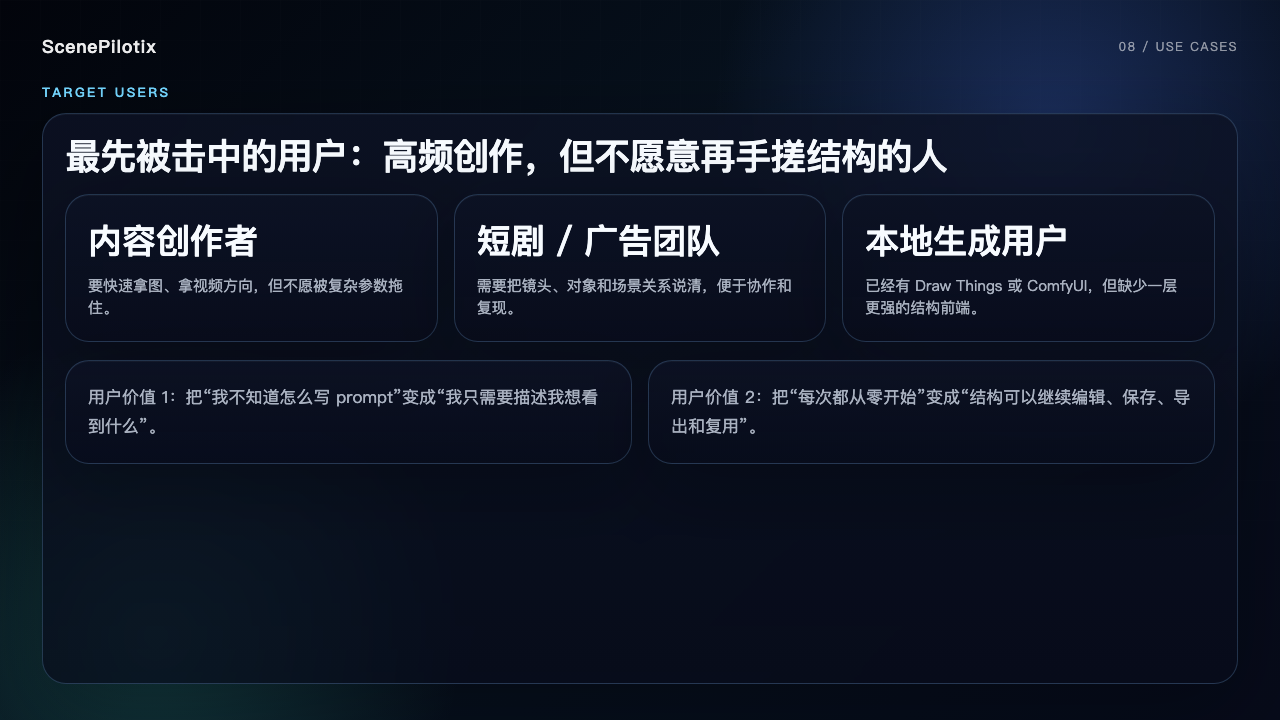 ScenePilotix
08 / USE CASES
TARGET USERS
最先被击中的用户：高频创作，但不愿意再手搓结构的人
内容创作者
要快速拿图、拿视频方向，但不愿被复杂参数拖
住。
短剧 / 广告团队
需要把镜头、对象和场景关系说清，便于协作和
复现。
本地生成用户
已经有 Draw Things 或 ComfyUI，但缺少一层
更强的结构前端。
用户价值 1：把“我不知道怎么写 prompt”变成“我只需要描述我想看
到什么”。
用户价值 2：把“每次都从零开始”变成“结构可以继续编辑、保存、导
出和复用”。